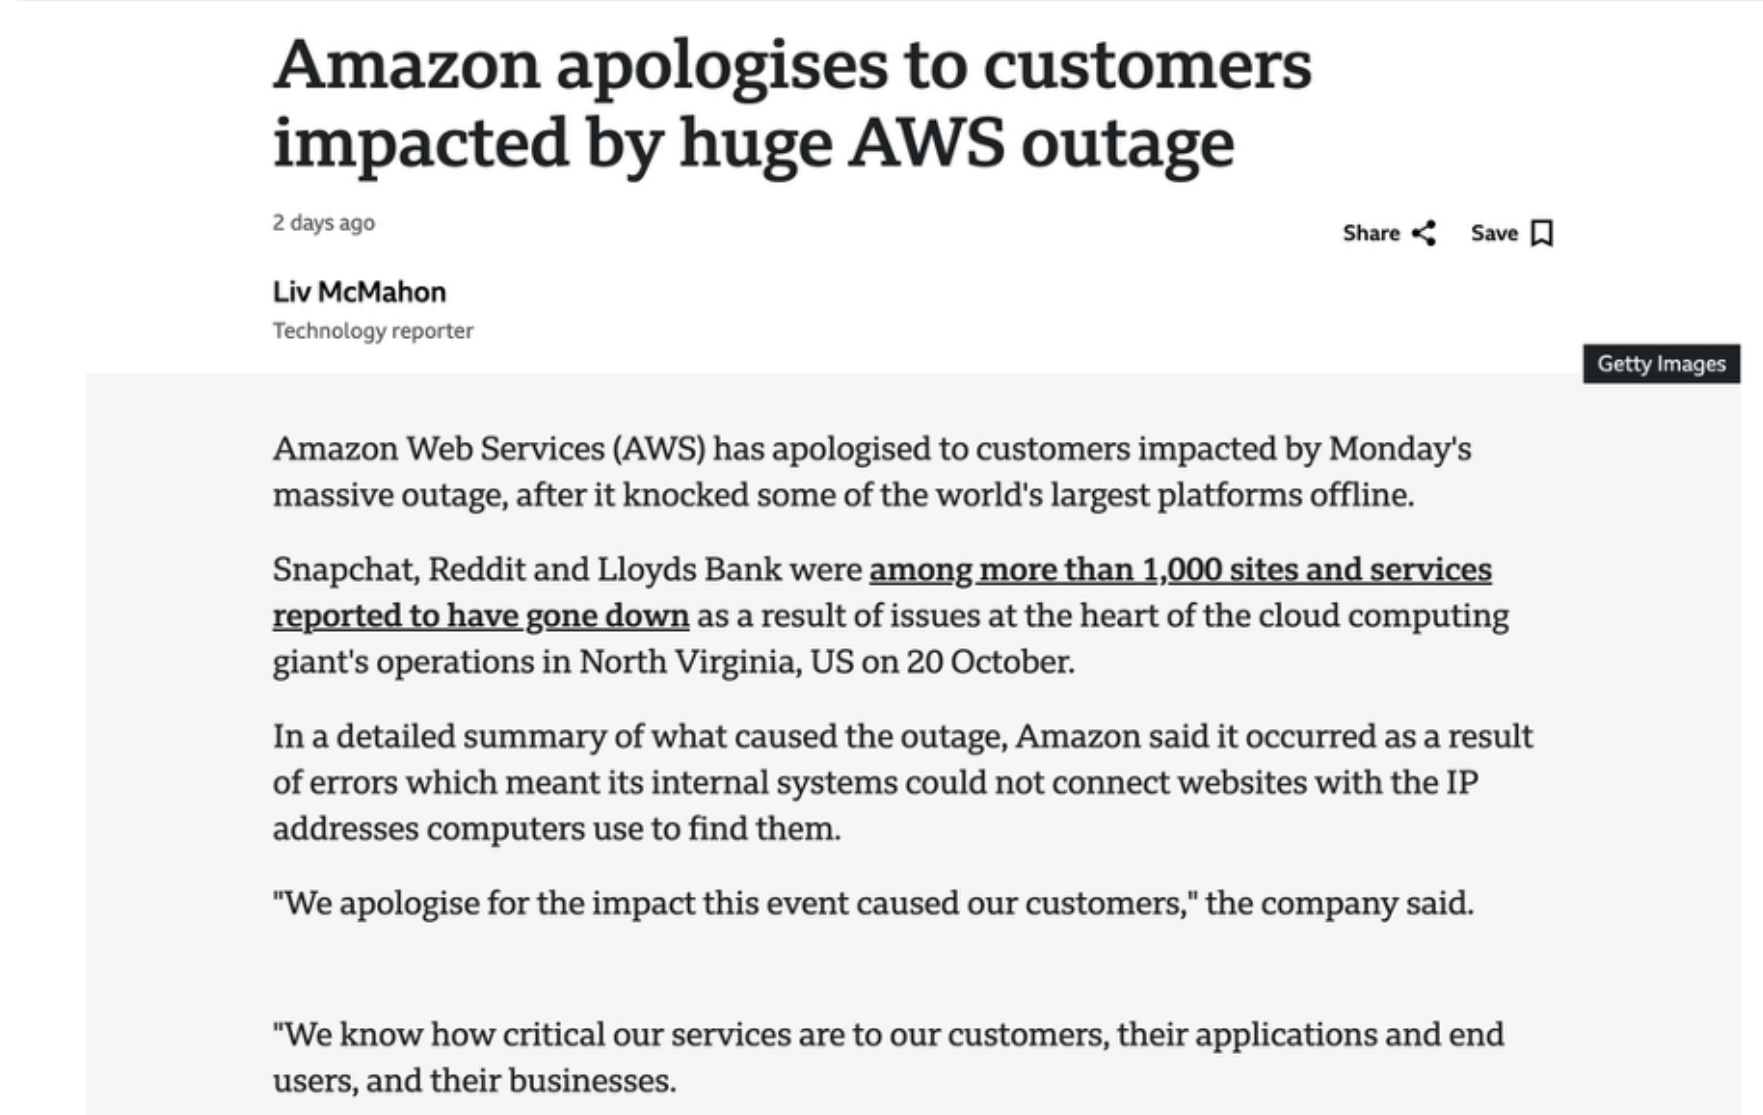 Amazon apologises to customers
impacted by huge AWS outage
2 days ago
Share
Save
Liv McMahon
Technology reporter
Getty Images
Amazon Web Services (AWS) has apologised to customers impacted by Monday's
massive outage, after it knocked some of the world's largest platforms offline.
Snapchat, Reddit and Lloyds Bank were among more than 1,000 sites and services
reported to have gone down as a result of issues at the heart of the cloud computing
giant's operations in North Virginia, US on 20 October.
In a detailed summary of what caused the outage, Amazon said it occurred as a result
of errors which meant its internal systems could not connect websites with the IP
addresses computers use to find them.
"We apologise for the impact this event caused our customers," the company said.
"We know how critical our services are to our customers, their applications and end
users, and their businesses.